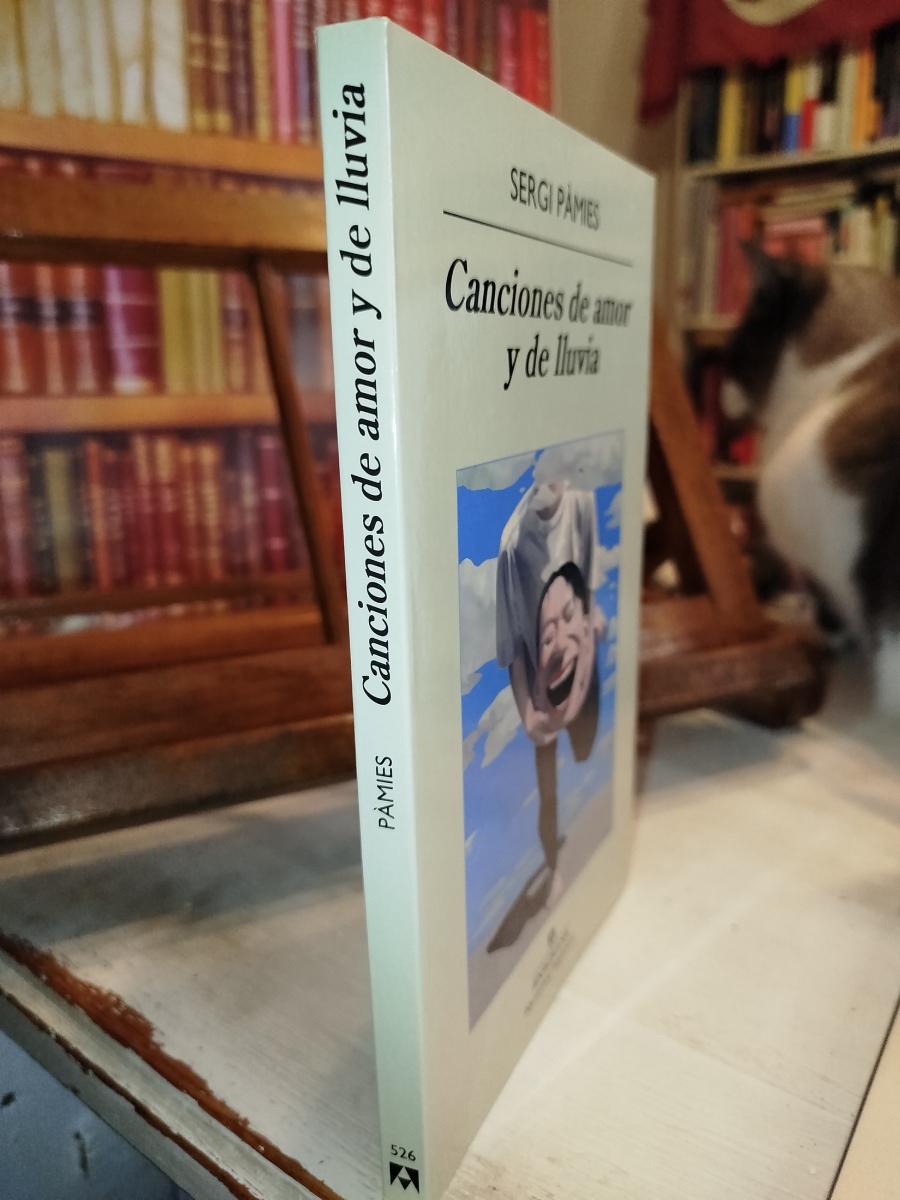 Canciones de amor y de lluvia
PÀMIES
526
SERGI PÀMIES
Canciones de amor
y de lluvia